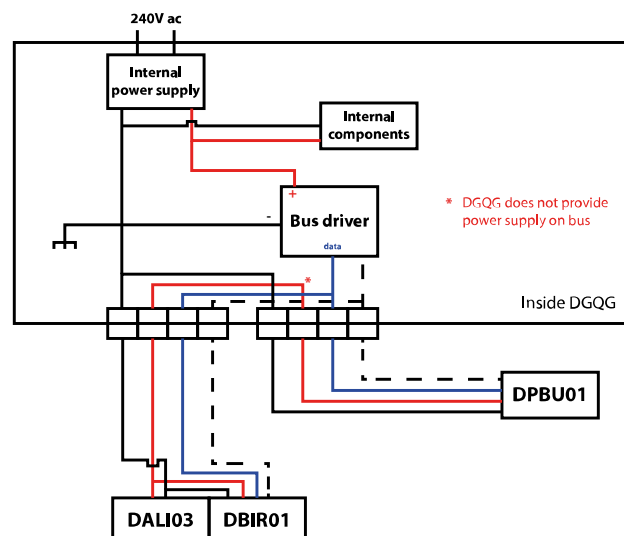 240V ac
Internal
power supply
Internal
components
+
-
Bus driver
data
* DGQG does not provide
power supply on bus
*
Inside DGQG
DPBU01
DALI03
DBIR01